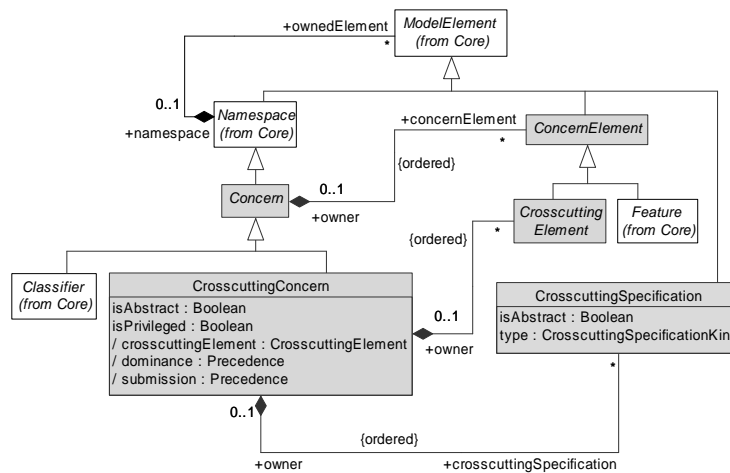 +ownedElement
*
ModelElement
(from Core)
0..1
+namespace
Namespace
(from Core)
+concernElement
*
{ordered}
ConcernElement
Concern
0..1
+owner
{ordered}
*
Crosscutting
Element
Feature
(from Core)
Classifier
(from Core)
CrosscuttingConcern
isAbstract : Boolean
isPrivileged : Boolean
/ crosscuttingElement : CrosscuttingElement
/ dominance : Precedence
/ submission : Precedence
0..1
+owner
CrosscuttingSpecification
isAbstract : Boolean
type : CrosscuttingSpecificationKin
*
0..1
{ordered}
+owner
+crosscuttingSpecification